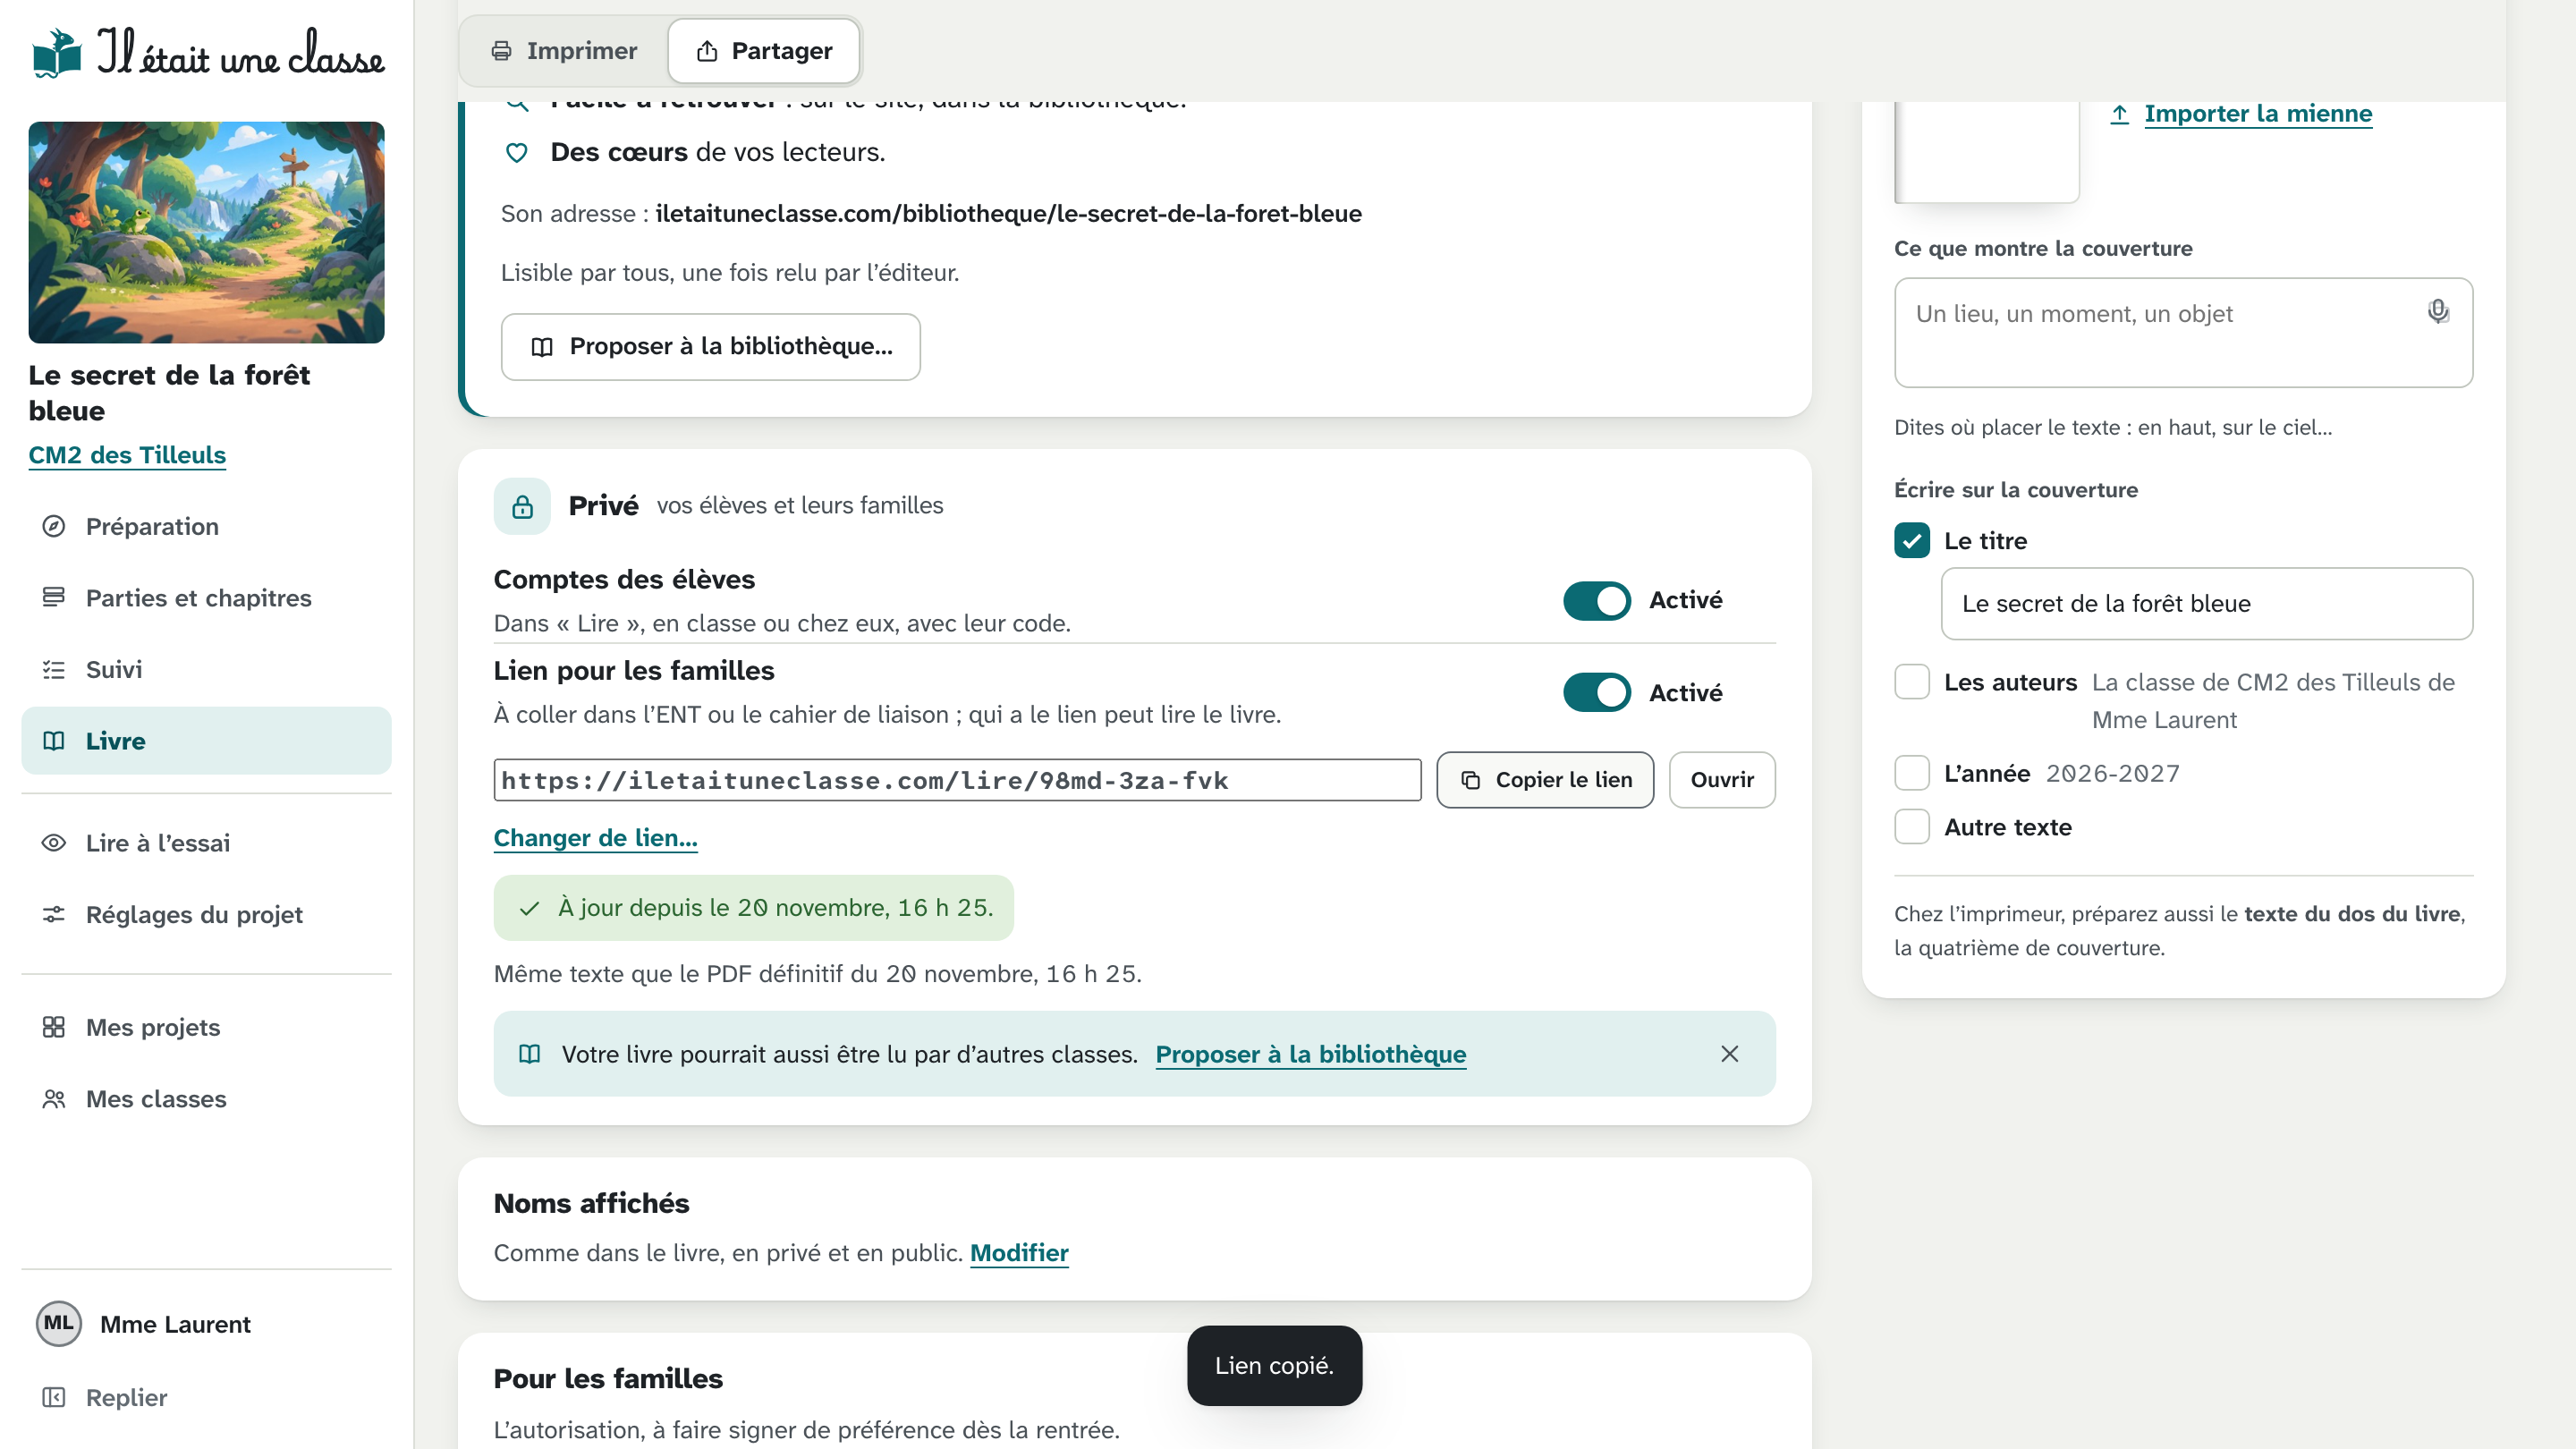 Il était une classe
Le secret de la forêt
bleue
CM2 des Tilleuls
Préparation
Parties et chapitres
Suivi
Livre
Lire à l’essai
Réglages du projet
Mes projets
Mes classes
ML Mme Laurent
Replier
Imprimer Partager
Facile à retrouver : sur le site, dans la bibliothèque.
Des cœurs de vos lecteurs.
Son adresse : iletaituneclasse.com/bibliotheque/le-secret-de-la-foret-bleue
Lisible par tous, une fois relu par l’éditeur.
Proposer à la bibliothèque…
Privé vos élèves et leurs familles
Comptes des élèves
Dans « Lire », en classe ou chez eux, avec leur code.
Activé
Lien pour les familles
À coller dans l’ENT ou le cahier de liaison ; qui a le lien peut lire le livre.
Activé
https://iletaituneclasse.com/lire/98md-3za-fvk
Copier le lien
Ouvrir
Changer de lien…
À jour depuis le 20 novembre, 16 h 25.
Même texte que le PDF définitif du 20 novembre, 16 h 25.
Votre livre pourrait aussi être lu par d’autres classes. Proposer à la bibliothèque
Noms affichés
Comme dans le livre, en privé et en public. Modifier
Pour les familles
L’autorisation, à faire signer de préférence dès la rentrée.
Lien copié.
Importer la mienne
Ce que montre la couverture
Un lieu, un moment, un objet
Dites où placer le texte : en haut, sur le ciel…
Écrire sur la couverture
Le titre
Le secret de la forêt bleue
Les auteurs La classe de CM2 des Tilleuls de
Mme Laurent
L’année 2026-2027
Autre texte
Chez l’imprimeur, préparez aussi le texte du dos du livre,
la quatrième de couverture.